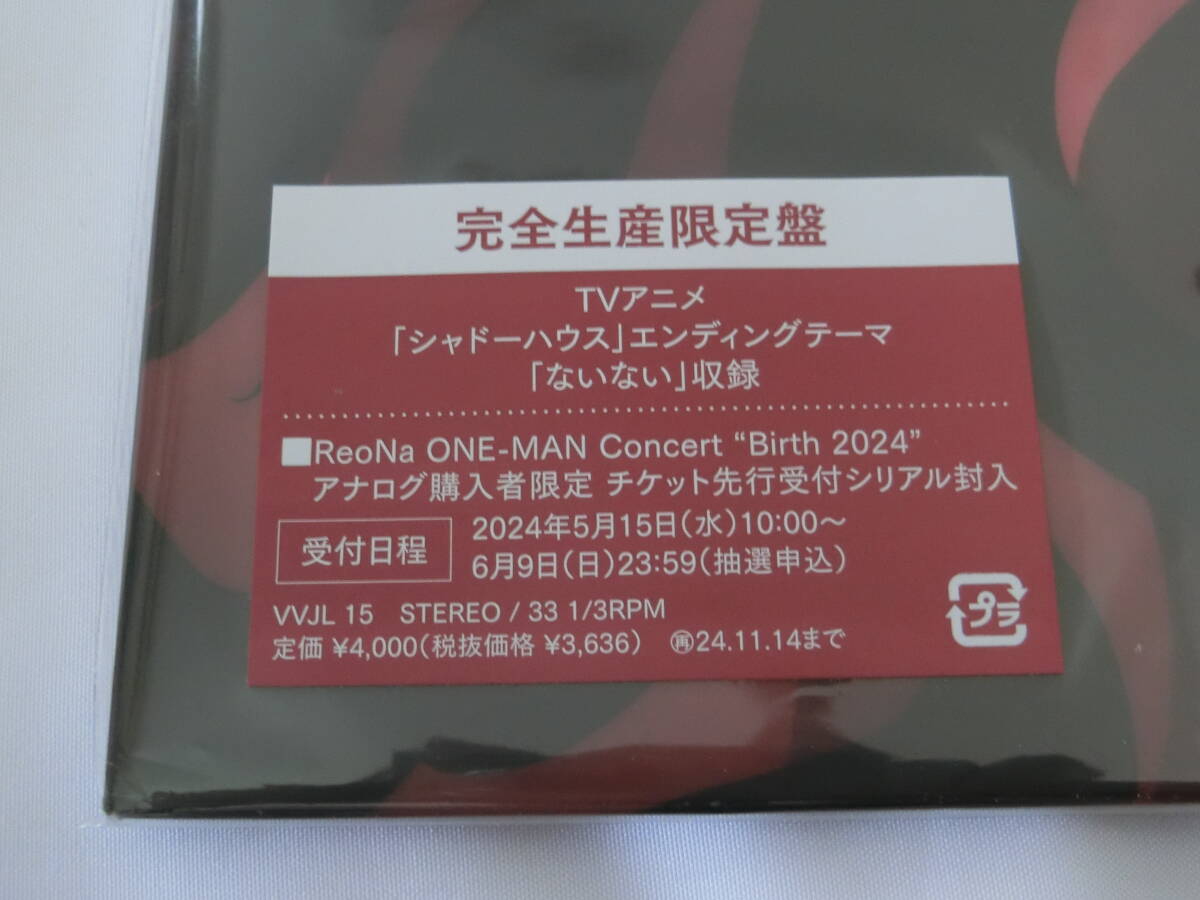 完全生産限定盤
TVアニメ
「シャドーハウス」エンディングテーマ
「ないない」収録
■ReoNa ONE-MAN Concert “Birth 2024”
アナログ購入者限定 チケット先行受付シリアル封入
受付日程
2024年5月15日(水)10:00〜
6月9日(日)23:59(抽選申込)
VVJL 15 STEREO / 33 1/3RPM
定価 ¥4,000(税抜価格 ¥3,636) ㊞24.11.14まで
プラ